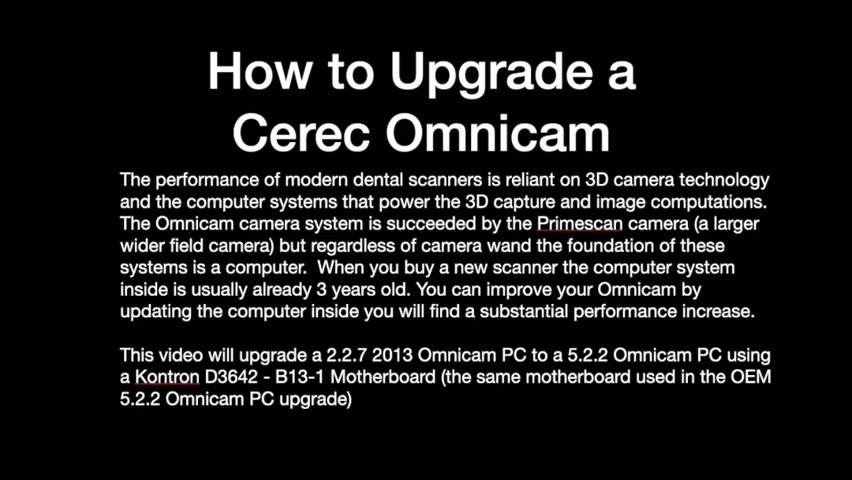 How to Upgrade a
Cerec Omnicam
The performance of modern dental scanners is reliant on 3D camera technology
and the computer systems that power the 3D capture and image computations.
The Omnicam camera system is succeeded by the Primescan camera (a larger
wider field camera) but regardless of camera wand the foundation of these
systems is a computer.  When you buy a new scanner the computer system
inside is usually already 3 years old. You can improve your Omnicam by
updating the computer inside you will find a substantial performance increase.
This video will upgrade a 2.2.7 2013 Omnicam PC to a 5.2.2 Omnicam PC using
a Kontron D3642 - B13-1 Motherboard (the same motherboard used in the OEM
5.2.2 Omnicam PC upgrade)